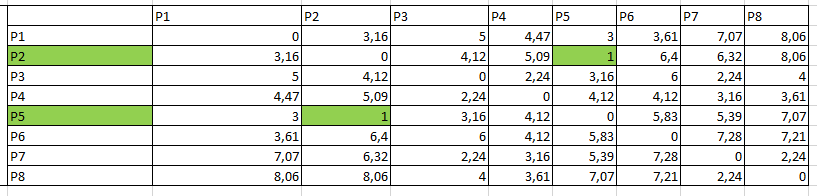 P1 P2 P3 P4 P5 P6 P7 P8
P1 0 3,16 5 4,47 3 3,61 7,07 8,06
P2 3,16 0 4,12 5,09 1 6,4 6,32 8,06
P3 5 4,12 0 2,24 3,16 6 2,24 4
P4 4,47 5,09 2,24 0 4,12 4,12 3,16 3,61
P5 3 1 3,16 4,12 0 5,83 5,39 7,07
P6 3,61 6,4 6 4,12 5,83 0 7,28 7,21
P7 7,07 6,32 2,24 3,16 5,39 7,28 0 2,24
P8 8,06 8,06 4 3,61 7,07 7,21 2,24 0